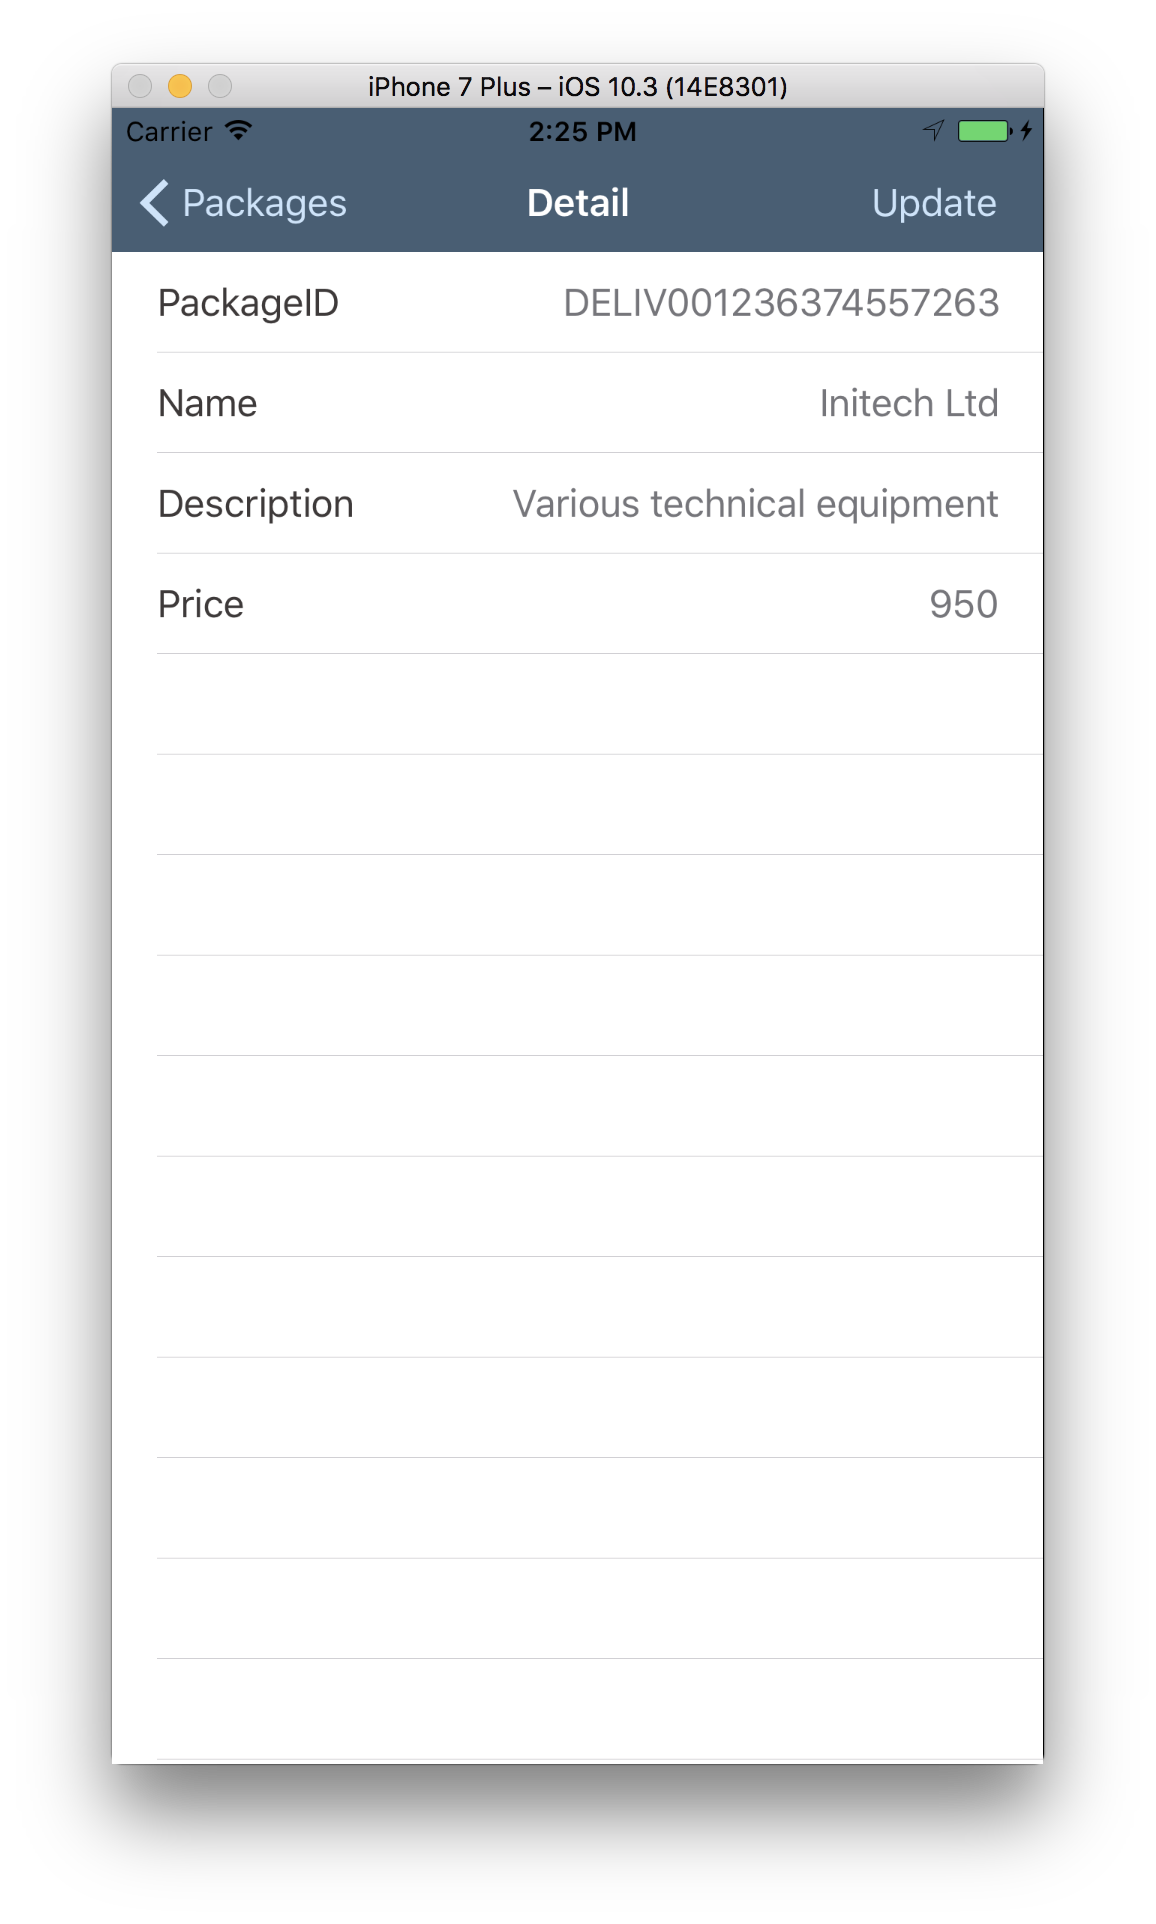 iPhone 7 Plus – iOS 10.3 (14E8301)
Carrier 2:25 PM
Packages Detail Update
PackageID DELIV001236374557263
Name Initech Ltd
Description Various technical equipment
Price 950